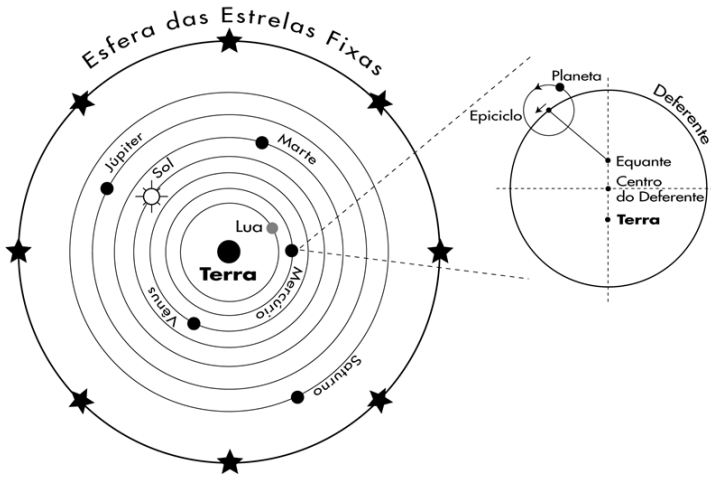 Esfera das Estrelas Fixas
Júpiter
Marte
Sol
Lua
Terra
Mercúrio
Vênus
Saturno
Planeta
Epiciclo
Deferente
Equante
Centro
do Deferente
Terra